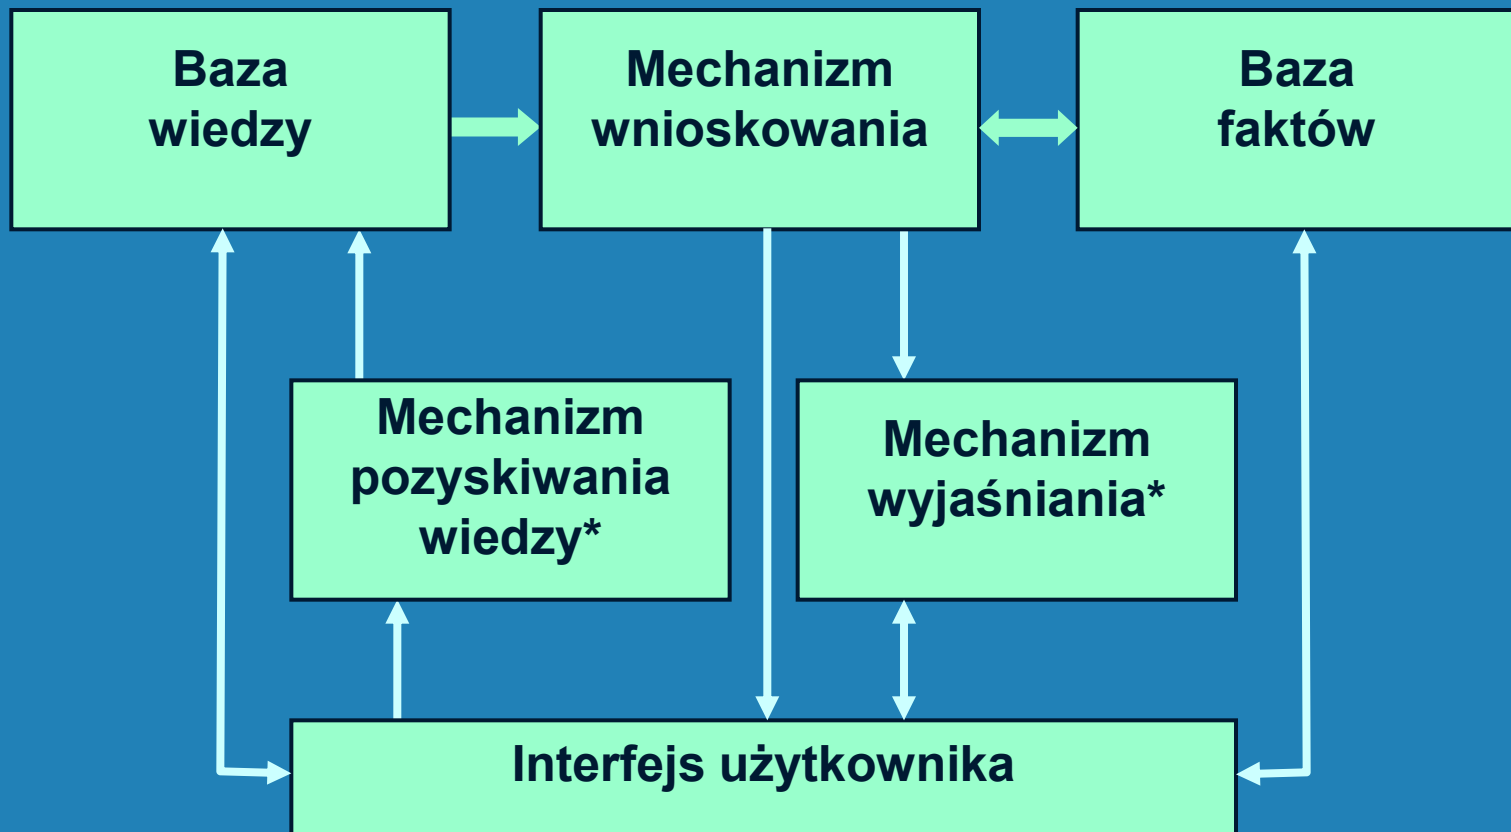 Baza
wiedzy
Mechanizm
wnioskowania
Baza
faktów
Mechanizm
pozyskiwania
wiedzy*
Mechanizm
wyjaśniania*
Interfejs użytkownika